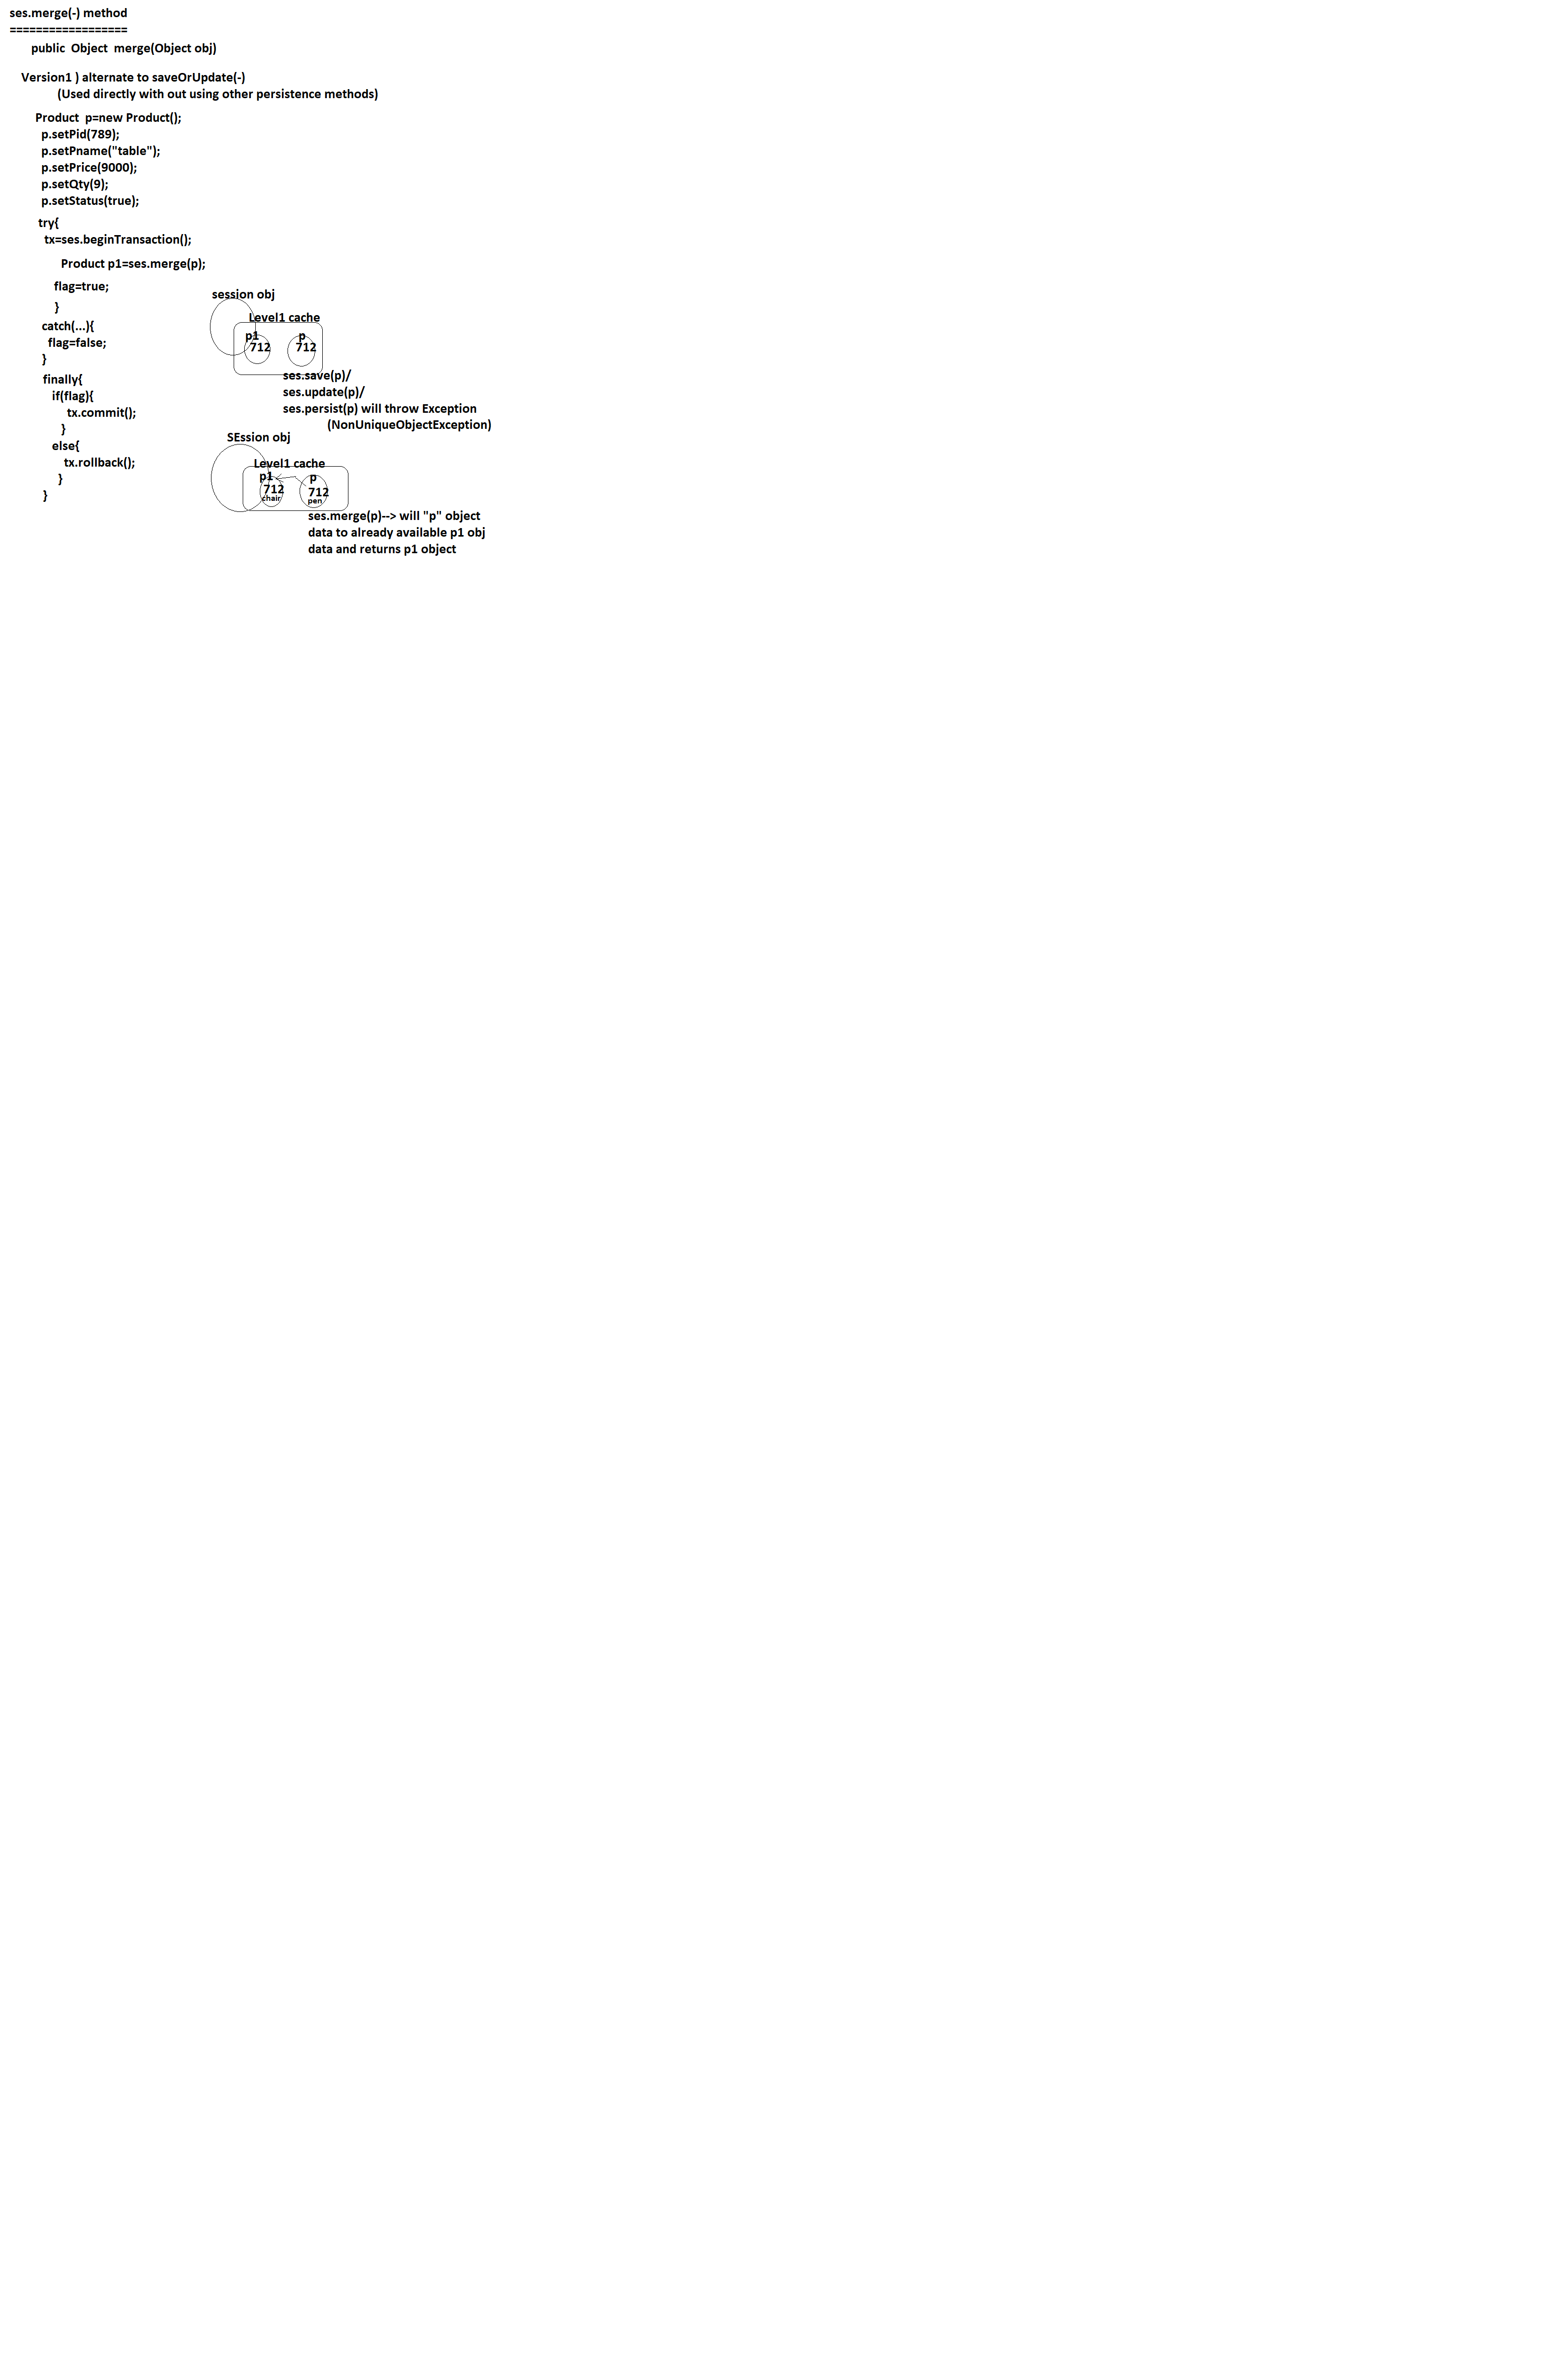 ses.merge(-) method
==================
public  Object  merge(Object obj)
Version1 ) alternate to saveOrUpdate(-)
(Used directly with out using other persistence methods)
Product  p=new Product();
p.setPid(789);
p.setPname("table");
p.setPrice(9000);
p.setQty(9);
p.setStatus(true);
try{
tx=ses.beginTransaction();
Product p1=ses.merge(p);
flag=true;
}
catch(...){
flag=false;
}
finally{
if(flag){
tx.commit();
}
else{
tx.rollback();
}
}
session obj
Level1 cache
p1 p
712 712
ses.save(p)/
ses.update(p)/
ses.persist(p) will throw Exception
(NonUniqueObjectException)
SEssion obj
Level1 cache
p1 p
712 712
chair pen
ses.merge(p)--> will "p" object
data to already available p1 obj
data and returns p1 object